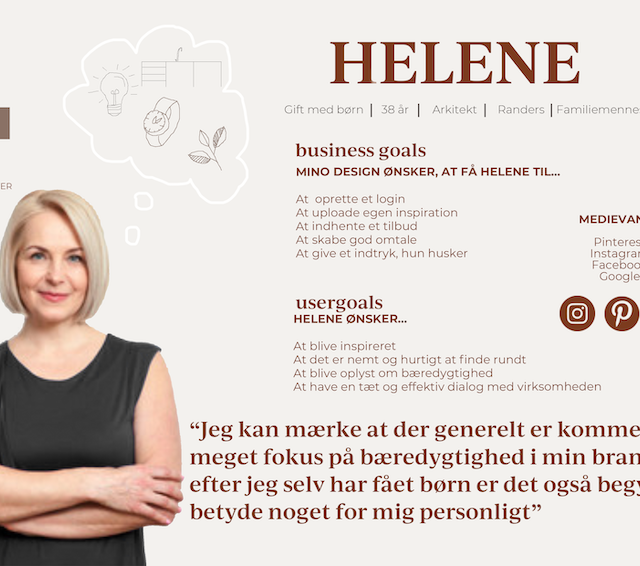 HELENE
Gift med børn | 38 år | Arkitekt | Randers | Familiemenne
business goals
MINO DESIGN ØNSKER, AT FÅ HELENE TIL...
At oprette et login
At uploade egen inspiration
At indhente et tilbud
At skabe god omtale
At give et indtryk, hun husker
ER
MEDIEVAN
Pinteres
Instagram
Faceboo
Google
usergoals
HELENE ØNSKER...
At blive inspireret
At det er nemt og hurtigt at finde rundt
At blive oplyst om bæredygtighed
At have en tæt og effektiv dialog med virksomheden
“Jeg kan mærke at der generelt er komme
meget fokus på bæredygtighed i min bran
efter jeg selv har fået børn er det også begy
betyde noget for mig personligt”